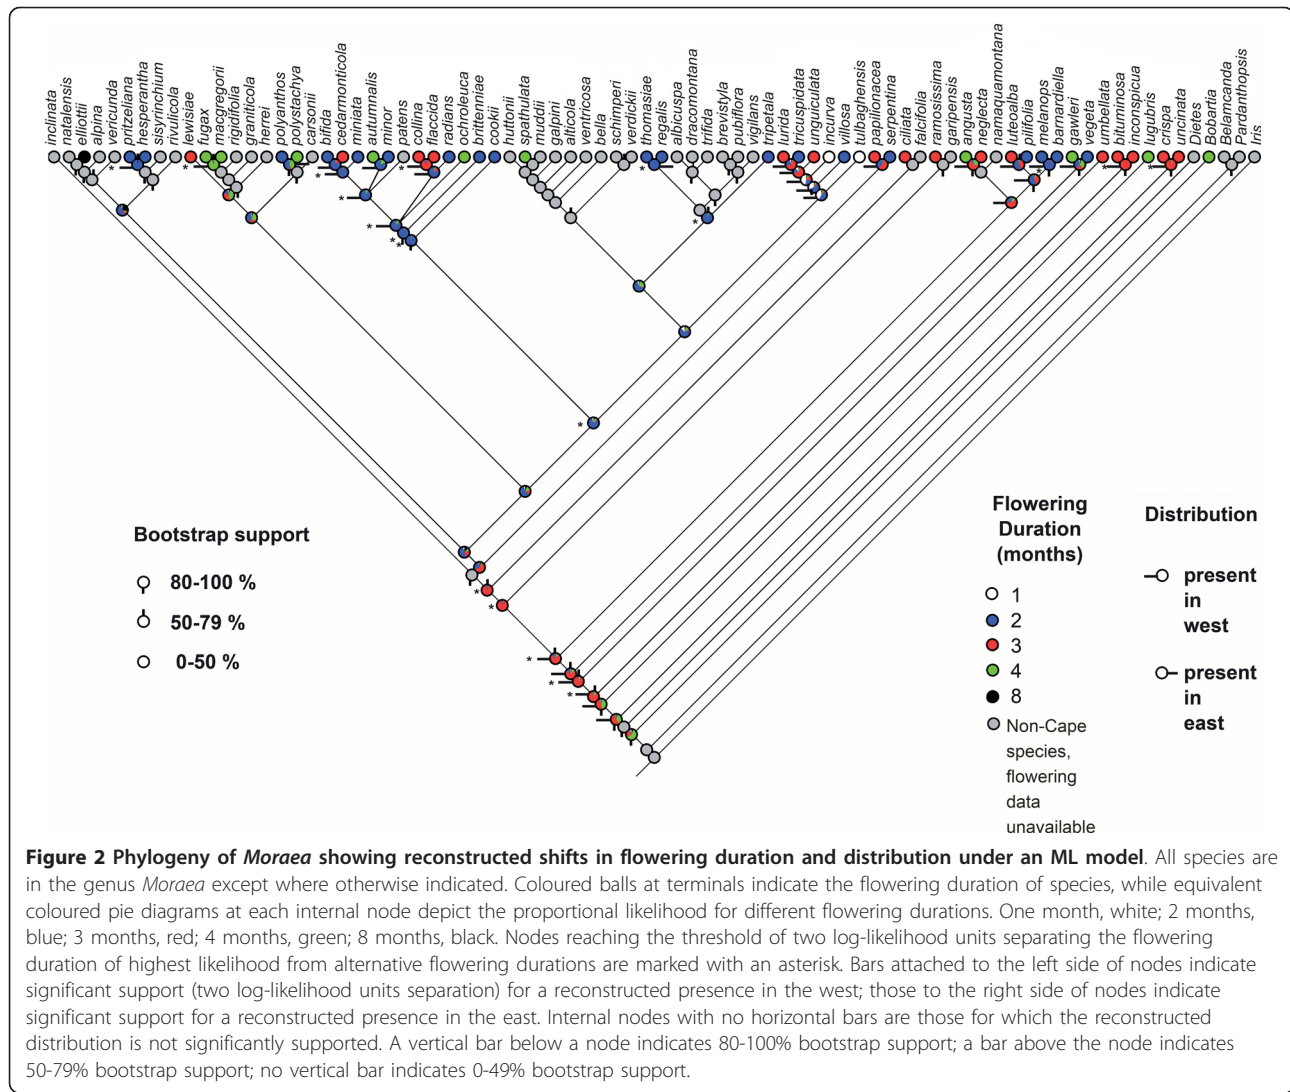 inclinata
natalensis
elliottii
alpina
vericunda
pritzeliana
hesperantha
sisyrinchium
rivulicola
lewisiae
fugax
macgregorii
rigidifolia
graniticola
herrei
polyanthos
polystachya
carsonii
bifida
cedarmonticola
miniata
autumnalis
minor
patens
collina
flaccida
radians
ochroleuca
brittenniae
cookii
huttonii
spathulata
muddii
galpini
alticola
ventricosa
bella
schimperi
verdickii
thomasiae
regalis
albicuspa
dracomontana
trifida
brevistyla
pubiflora
vigilans
tripetala
lurida
tricuspidata
unguiculata
incurva
villosa
tulbaghensis
papilionacea
serpentina
ciliata
falcifolia
ramosissima
garipensis
angusta
neglecta
namaquamontana
luteoalba
pilifolia
melanops
barnardiella
gawleri
vegeta
umbellata
bituminosa
inconspicua
lugubris
crispa
uncinata
Dietes
Bobartia
Belamcanda
Pardanthopsis
Iris
Bootstrap support
80-100 %
50-79 %
0-50 %
Flowering
Duration
(months)
1
2
3
4
8
Non-Cape
species,
flowering
data
unavailable
Distribution
present
in
west
present
in
east
Figure 2 Phylogeny of Moraea showing reconstructed shifts in flowering duration and distribution under an ML model. All species are
in the genus Moraea except where otherwise indicated. Coloured balls at terminals indicate the flowering duration of species, while equivalent
coloured pie diagrams at each internal node depict the proportional likelihood for different flowering durations. One month, white; 2 months,
blue; 3 months, red; 4 months, green; 8 months, black. Nodes reaching the threshold of two log-likelihood units separating the flowering
duration of highest likelihood from alternative flowering durations are marked with an asterisk. Bars attached to the left side of nodes indicate
significant support (two log-likelihood units separation) for a reconstructed presence in the west; those to the right side of nodes indicate
significant support for a reconstructed presence in the east. Internal nodes with no horizontal bars are those for which the reconstructed
distribution is not significantly supported. A vertical bar below a node indicates 80-100% bootstrap support; a bar above the node indicates
50-79% bootstrap support; no vertical bar indicates 0-49% bootstrap support.